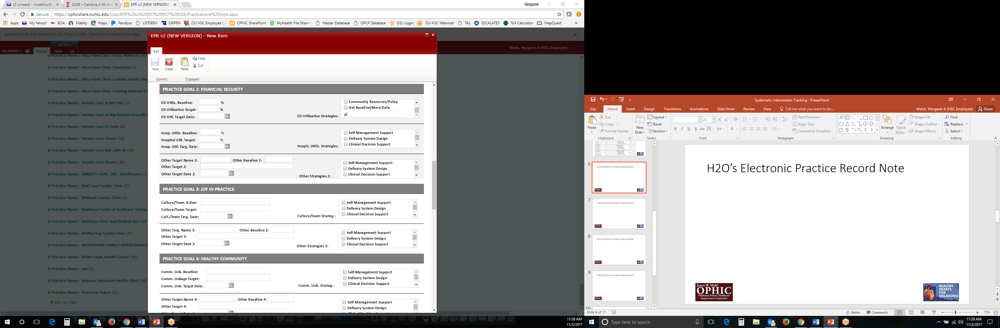 (3 unread) - mwalshiu@
$289 – Cambria 2-Nt. Es
EPR v2 (NEW VERSION) -
Margaret
Secure
https://ophicshare.ouhsc.edu/Lists/EPR%20v2%20DO%20NOT%20USE/PracticeLevel%20View.aspx
Apps
My Yahoo!
BOA
Fidelity
Maps
Pandora
LISTSERV
OKPRN
OU HSC Employee Lo
OPHIC SharePoint
MyHealth File Sharing
Master Database
OPCP Database
D2L-Login
OU HSC Webmail
TAL
ESCALATES
Toll Calculator
MapQuest
Experience all that SharePoint 2013 has to offer. Start now or Remind me later
List Tools
Site Actions
Browse
Items
List
Walsh, Margaret A (HSC Employee)
Practice Name : Utica Park Clinic Tulsa Midtown (16)
Practice Name : Utica Park Clinic-Cleveland (9)
Practice Name : Utica Park Clinic-Cushing Family Me
Practice Name : Utica Park Clinic-Cushing Medical Sp
Practice Name : Variety Care @ NW OKC (2)
Practice Name : Variety Care at Big Pasture Grandfie
Practice Name : Variety Care Ft Cobb (3)
Practice Name : Variety Care Himes (15)
Practice Name : Variety Care NW 10th St (15)
Practice Name : Variety Care Straka (32)
Practice Name : VARIETY CARE, INC. (NorthCare) (14
Practice Name : Well Care Family Clinic (5)
Practice Name : Wellcare Family Clinic (3)
Practice Name : Wellness Center of Southern Oklaho
Practice Name : Wellness Clinic and Medical Spa LLC
Practice Name : WellSpring Family Clinic (1)
Practice Name : WESTBROOK FAMILY PHYSICIANS I
Practice Name : White Eagle Health Center (16)
Practice Name : yea (1)
Practice Name : Yeaman Signature Health Clinic (20)
Practice Name : YourCare Yukon (11)
Add new item
EPR v2 (NEW VERSION) - New Item
Edit
Save
Close
Paste
Copy
Cut
Commit
Clipboard
PRACTICE GOAL 2: FINANCIAL SECURITY
ED Utiliz. Baseline: %
ED Utilization Target: %
ED Util. Target Date:
ED Utilization Strategies:
Community Resources/Policy
Get Baseline/More Data
Hosp. Utiliz. Baseline: %
Hospital Util. Target: %
Hosp. Util. Targ. Date:
Hospit. Utiliz. Strategies:
Self-Management Support
Delivery System Design
Clinical Decision Support
Other Target Name 2: Other Baseline 2:
Other Target 2:
Other Target Date 2:
Other Strategies 2:
Self-Management Support
Delivery System Design
Clinical Decision Support
PRACTICE GOAL 3: JOY IN PRACTICE
Culture/Team B.line:
Culture/Team Target:
Cult./Team Targ. Date:
Culture/Team Strateg.:
Self-Management Support
Delivery System Design
Clinical Decision Support
Other Targ. Name 3: Other Baseline 3:
Other Target 3:
Other Target Date 3:
Other Strategies 3:
Self-Management Support
Delivery System Design
Clinical Decision Support
PRACTICE GOAL 4: HEALTHY COMMUNITY
Comm. Link. Baseline:
Comm. Linkage Target:
Comm. Link. Target Date:
Comm. Link. Strateg.:
Self-Management Support
Delivery System Design
Clinical Decision Support
Other Target Name 4: Other Baseline 4:
Other Target 4:
Self-Management Support
Delivery System Design
11:28 AM
11/2/2017
Systematic Intervention Tracking - PowerPoint
File
Home
Insert
Design
Transitions
Animations
Slide Show
Review
View
Tell me what you want to do...
Walsh, Margaret A (HSC Employee)
Share
Paste
Cut
Copy
Format Painter
Clipboard
New Slide
Layout
Reset
Section
Slides
28
B I U S abc AV Aa A
Font
Text Direction
Align Text
Convert to SmartArt
Paragraph
Arrange
Quick Styles
Shape Fill
Shape Outline
Shape Effects
Drawing
Find
Replace
Select
Editing
6
H2O's Electronic Practice Record Note
OPHIC
7
H2O's Electronic Practice Record Note
OPHIC
8
H2O's Electronic Practice Record Note
OPHIC
9
H2O's Electronic Practice Record Note
OPHIC
10
H2O's Electronic Practice Record Note
James W. Mold
OPHIC
Oklahoma Primary Healthcare
Improvement Cooperative
HEALTHY
HEARTS
FOR
OKLAHOMA
Slide 6 of 11
Notes
Comments
73%
Type here to search
11:28 AM
11/2/2017